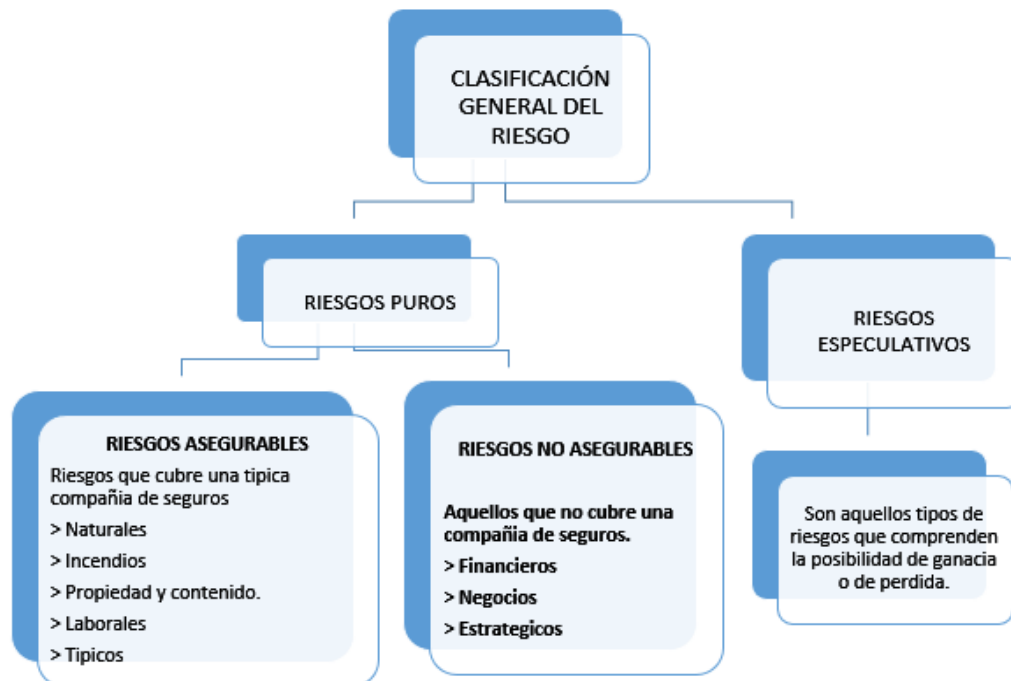 CLASIFICACIÓN
GENERAL DEL
RIESGO
RIESGOS PUROS
RIESGOS
ESPECULATIVOS
RIESGOS ASEGURABLES
Riesgos que cubre una tipica
compañia de seguros
> Naturales
> Incendios
> Propiedad y contenido.
> Laborales
> Tipicos
RIESGOS NO ASEGURABLES
Aquellos que no cubre una
compañia de seguros.
> Financieros
> Negocios
> Estrategicos
Son aquellos tipos de
riesgos que comprenden
la posibilidad de ganacia
o de perdida.